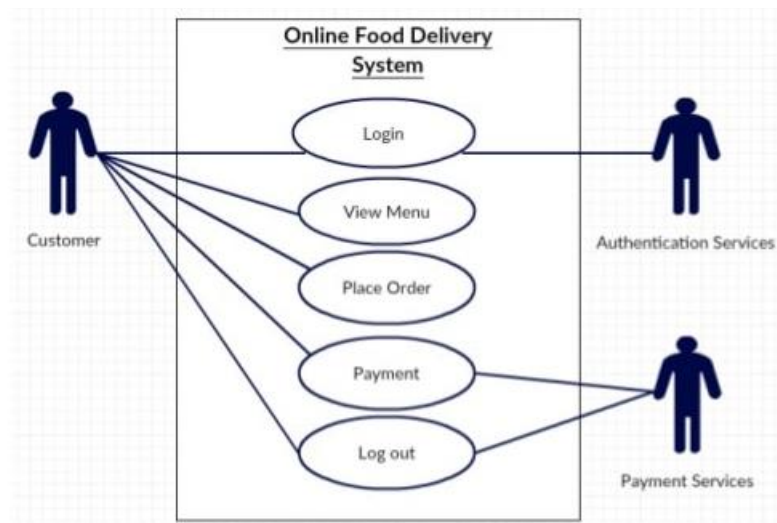 Online Food Delivery
System
Login
View Menu
Customer
Authentication Services
Place Order
Payment
Log out
Payment Services